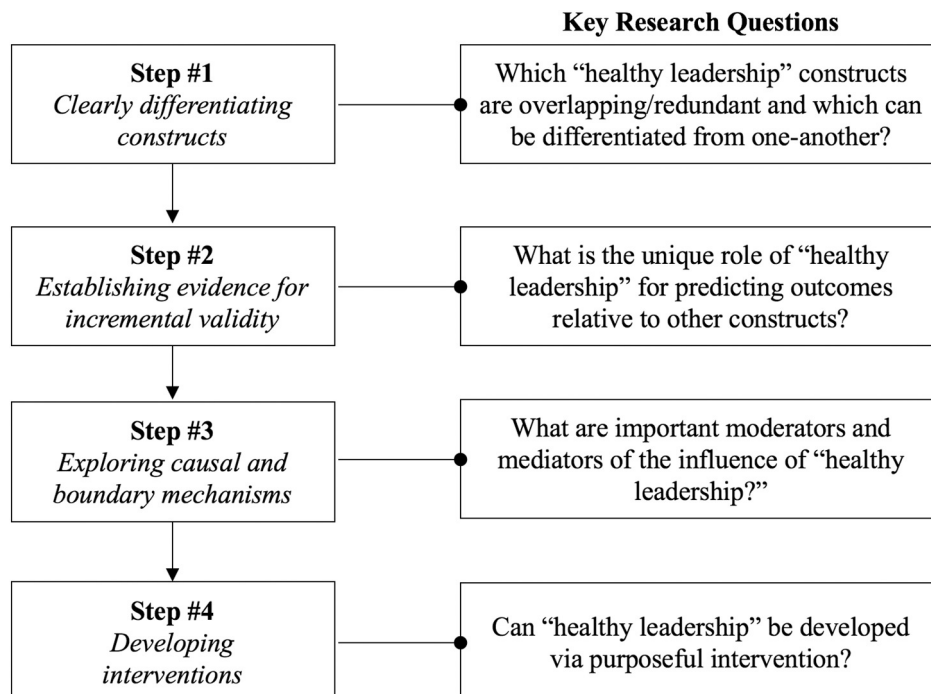 Key Research Questions
Step #1
Clearly differentiating
constructs
Which “healthy leadership” constructs
are overlapping/redundant and which can
be differentiated from one-another?
Step #2
Establishing evidence for
incremental validity
What is the unique role of “healthy
leadership” for predicting outcomes
relative to other constructs?
Step #3
Exploring causal and
boundary mechanisms
What are important moderators and
mediators of the influence of “healthy
leadership?”
Step #4
Developing
interventions
Can “healthy leadership” be developed
via purposeful intervention?